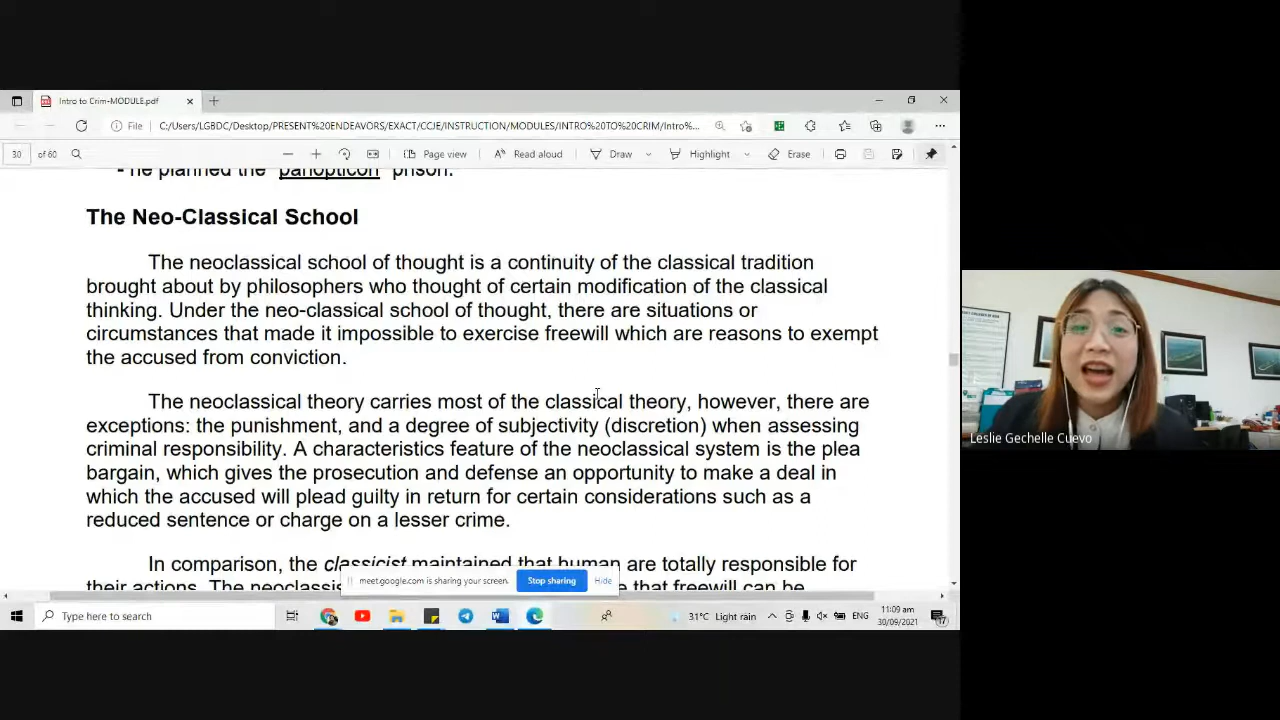 Intro to Crim-MODULE.pdf
File
C:/Users/LGBDC/Desktop/PRESENT%20ENDEAVORS/EXACT/CCJE/INSTRUCTION/MODULES/INTRO%20TO%20CRIM/Intro%...
30 of 60
Page view
Read aloud
Draw
Highlight
Erase
- he planned the "panopticon" prison.
The Neo-Classical School
The neoclassical school of thought is a continuity of the classical tradition
brought about by philosophers who thought of certain modification of the classical
thinking. Under the neo-classical school of thought, there are situations or
circumstances that made it impossible to exercise freewill which are reasons to exempt
the accused from conviction.
The neoclassical theory carries most of the classical theory, however, there are
exceptions: the punishment, and a degree of subjectivity (discretion) when assessing
criminal responsibility. A characteristics feature of the neoclassical system is the plea
bargain, which gives the prosecution and defense an opportunity to make a deal in
which the accused will plead guilty in return for certain considerations such as a
reduced sentence or charge on a lesser crime.
In comparison, the classicist maintained that human are totally responsible for
their actions. The neoclassis
e that freewill can be
meet.google.com is sharing your screen.
Stop sharing
Hide
Type here to search
31°C Light rain
ENG
11:09 am
30/09/2021
17
Leslie Gechelle Cuevo